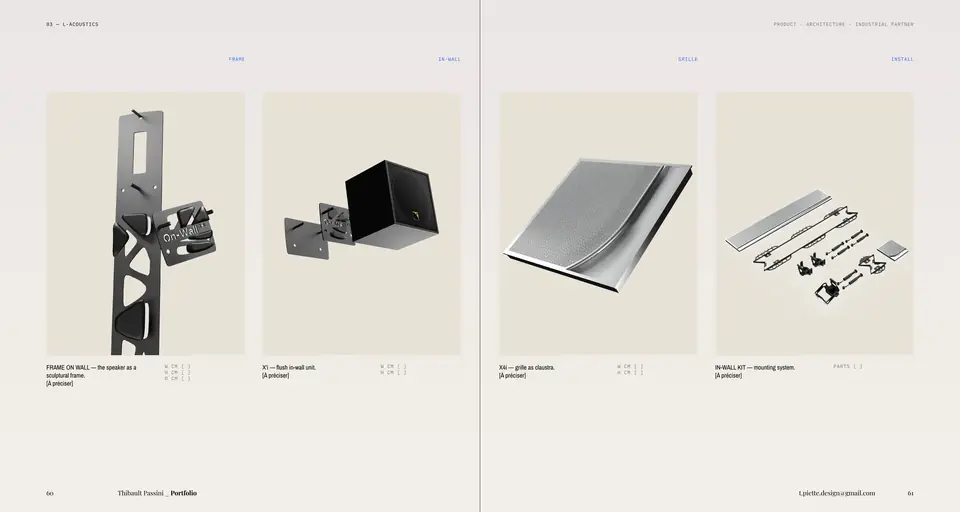 93 — L-ACOUSTICS
PRODUCT · ARCHITECTURE · INDUSTRIAL PARTNER
FRAME
IN-WALL
GRILLE
INSTALL
On-Wall
FRAME ON WALL — the speaker as a
sculptural frame.
[À préciser]
W CM [ ]
H CM [ ]
H CM [ ]
X'i — flush in-wall unit.
[À préciser]
W CM [ ]
H CM [ ]
X4i — grille as claustra.
[À préciser]
W CM [ ]
H CM [ ]
IN-WALL KIT — mounting system.
[À préciser]
PARTS [ ]
60
Thibault Passini _ Portfolio
t.piette.design@gmail.com
61